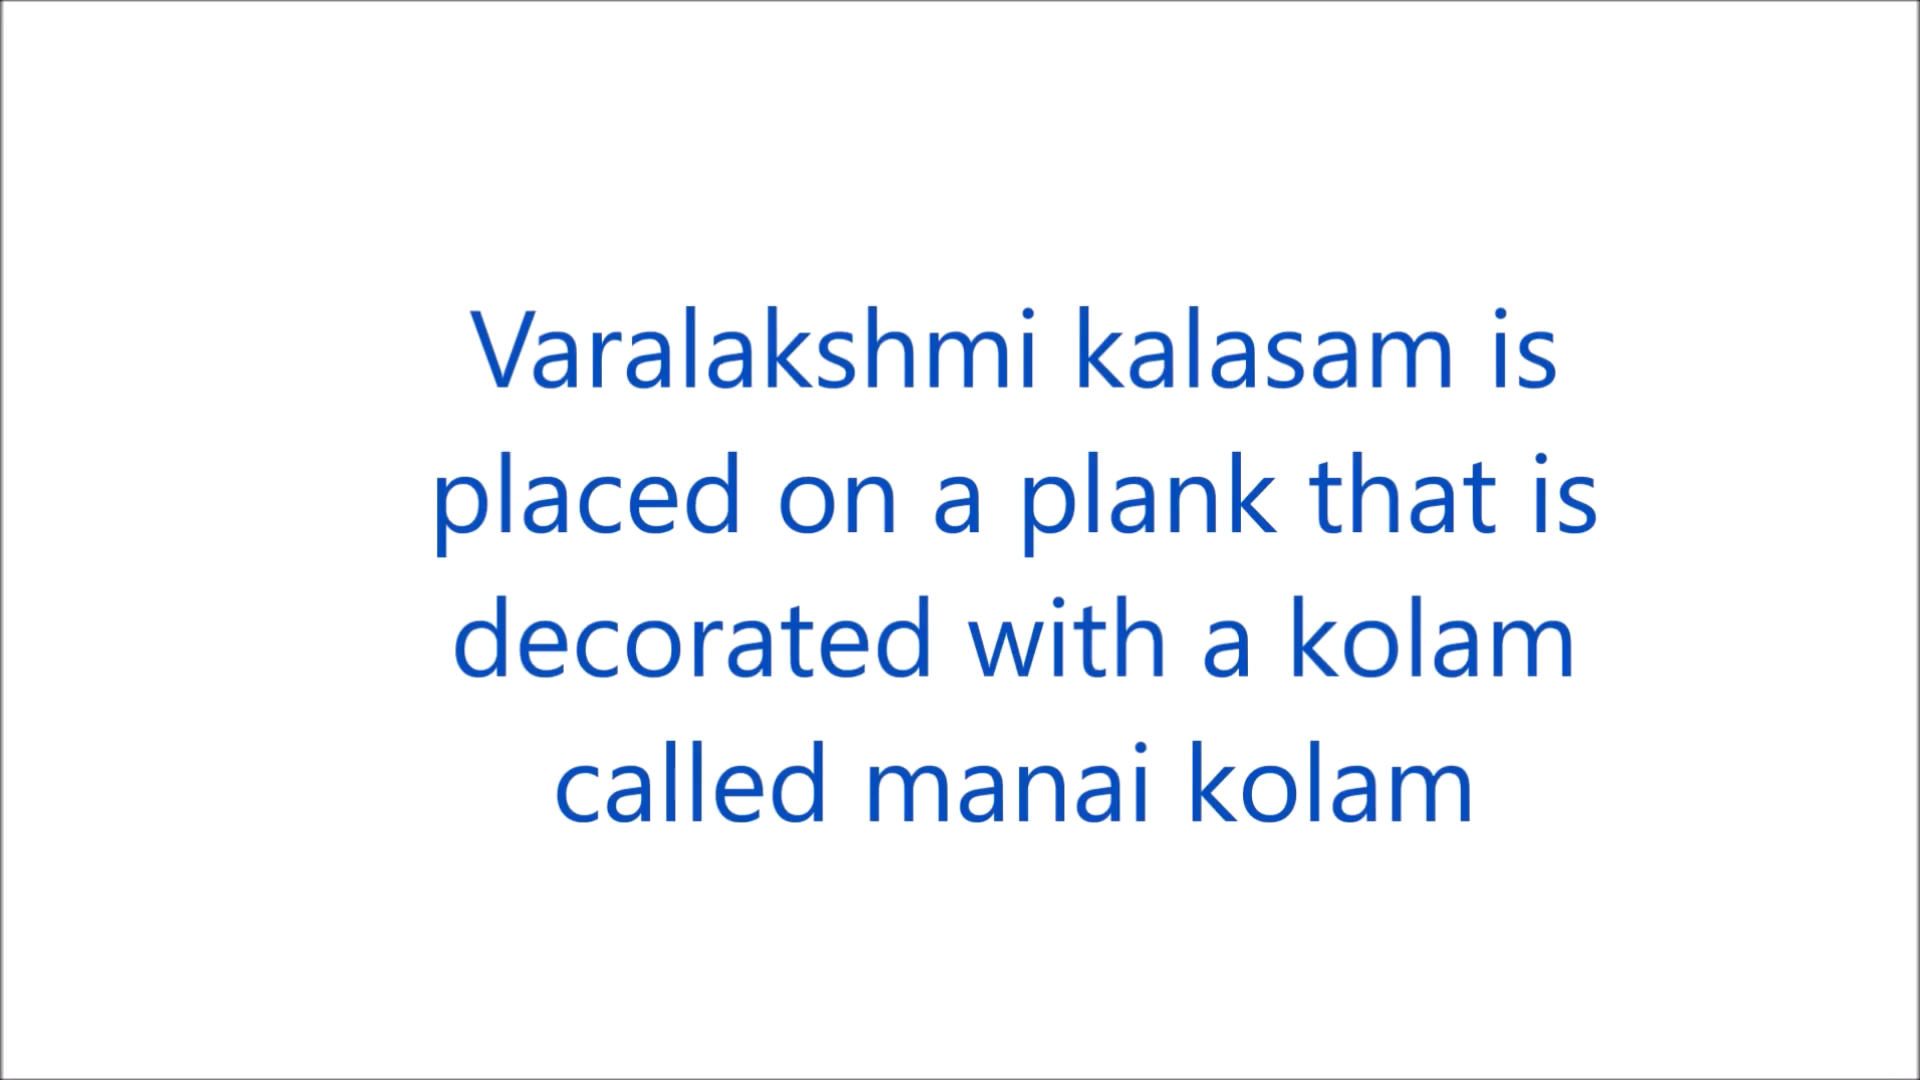 Varalakshmi kalasam is
placed on a plank that is
decorated with a kolam
called manai kolam